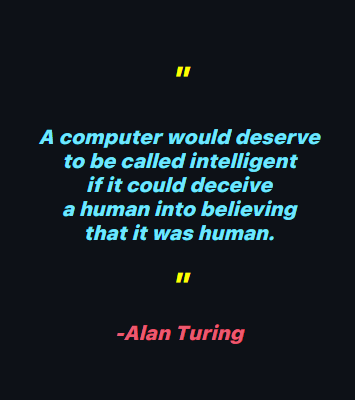 "
A computer would deserve
to be called intelligent
if it could deceive
a human into believing
that it was human.
"
-Alan Turing